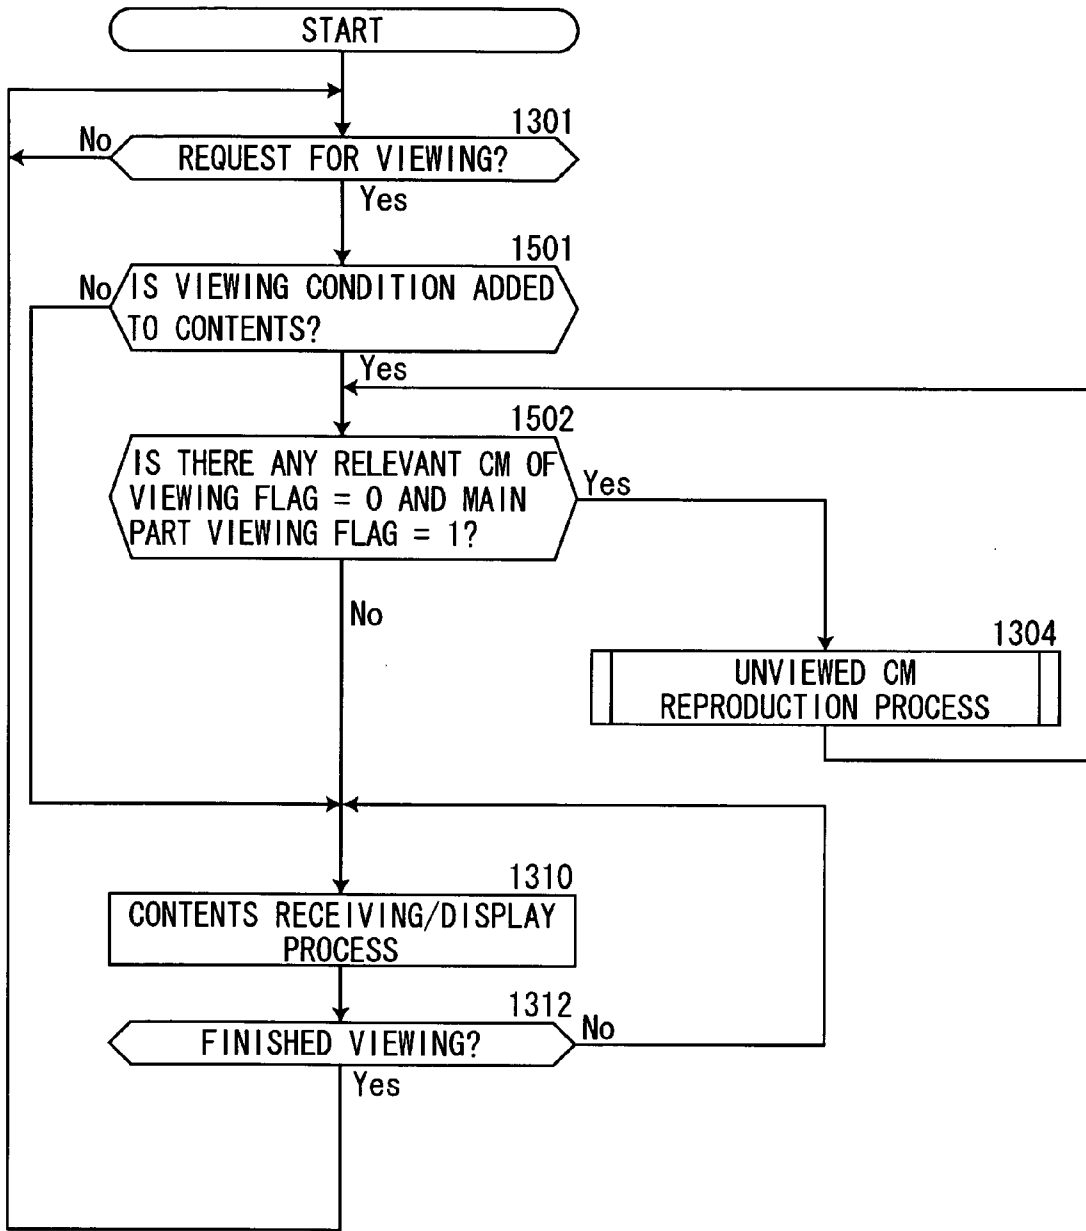 START
1301
No
REQUEST FOR VIEWING?
Yes
1501
No
IS VIEWING CONDITION ADDED
TO CONTENTS?
Yes
1502
IS THERE ANY RELEVANT CM OF
VIEWING FLAG = 0 AND MAIN
PART VIEWING FLAG = 1?
Yes
No
1304
UNVIEWED CM
REPRODUCTION PROCESS
1310
CONTENTS RECEIVING/DISPLAY
PROCESS
1312
FINISHED VIEWING?
No
Yes